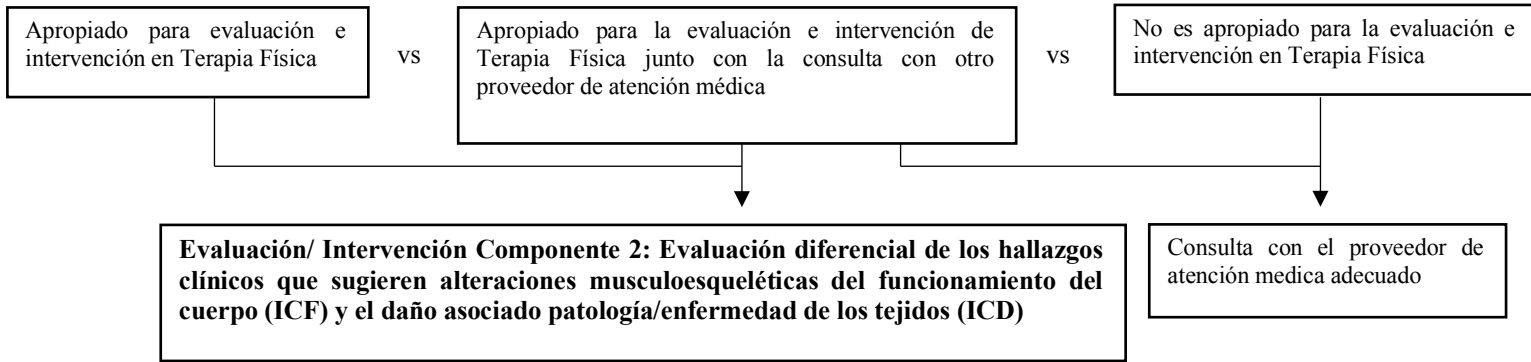 Apropiado para evaluación e
intervención en Terapia Física
vs
Apropiado para la evaluación e intervención de
Terapia Física junto con la consulta con otro
proveedor de atención médica
vs
No es apropiado para la evaluación e
intervención en Terapia Física
Evaluación/ Intervención Componente 2: Evaluación diferencial de los hallazgos
clínicos que sugieren alteraciones musculoesqueléticas del funcionamiento del
cuerpo (ICF) y el daño asociado patología/enfermedad de los tejidos (ICD)
Consulta con el proveedor de
atención medica adecuado